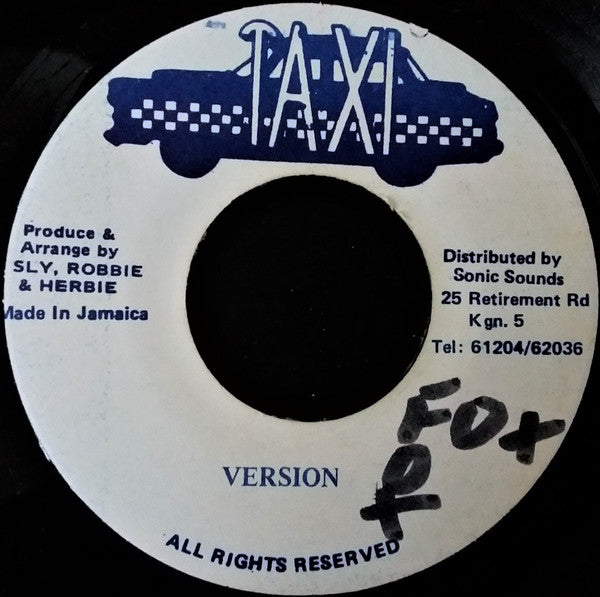 TAXI
Produce &
Arrange by
SLY, ROBBIE
& HERBIE
Made In Jamaica
Distributed by
Sonic Sounds
25 Retirement Rd
Kgn. 5
Tel: 61204/62036
FOX
O
X
VERSION
ALL RIGHTS RESERVED